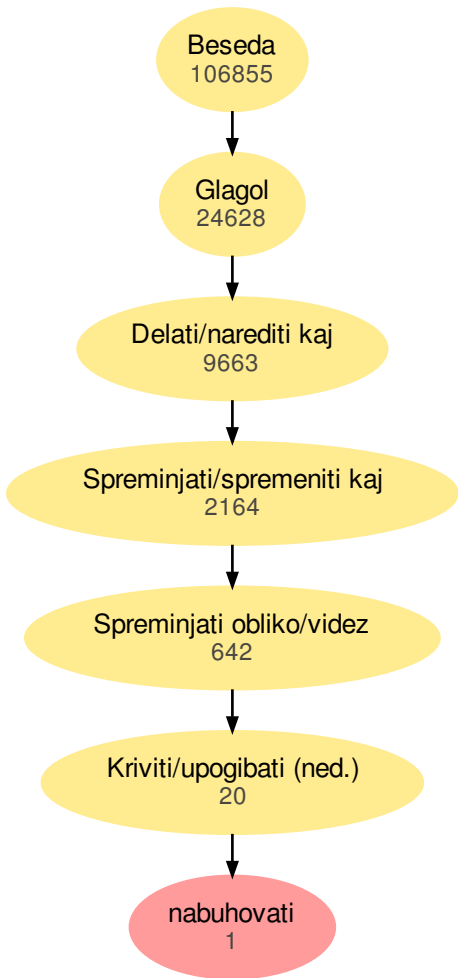 Beseda
106855
Glagol
24628
Delati/narediti kaj
9663
Spreminjati/spremeniti kaj
2164
Spreminjati obliko/videz
642
Kriviti/upogibati (ned.)
20
nabuhovati
1